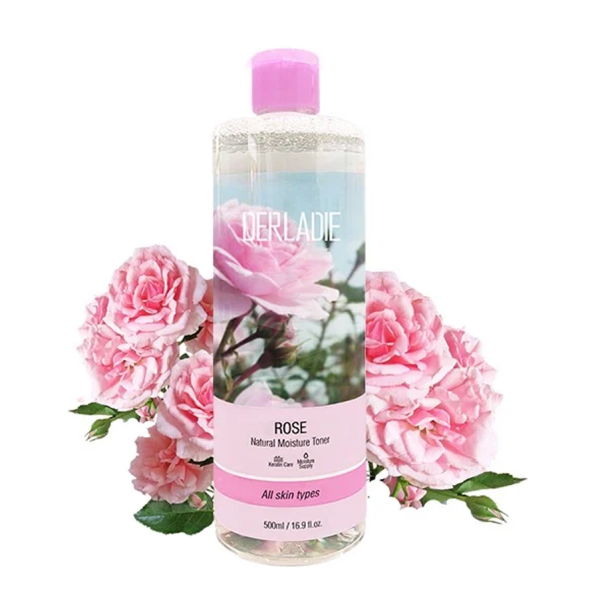 DERLADIE
ROSE
Natural Moisture Toner
Keratin Care
Moisture
Supply
All skin types
500ml / 16.9 fl.oz.